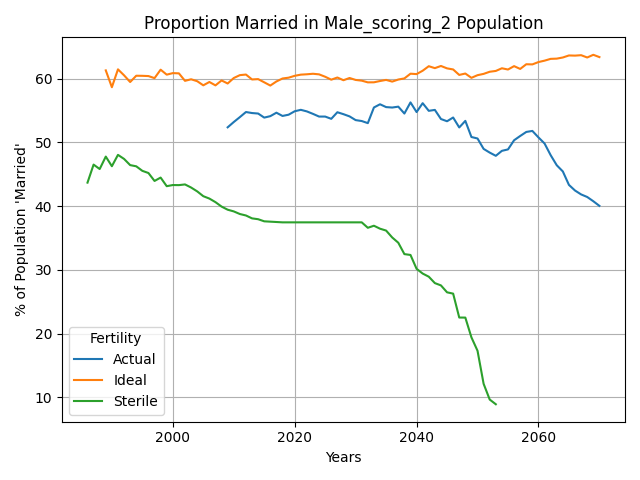 Proportion Married in Male_scoring_2 Population
% of Population 'Married'
60
50
40
30
20
10
Fertility
Actual
Ideal
Sterile
2000 2020 2040 2060
Years